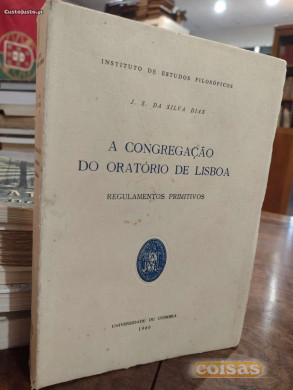 CustoJusto.pt
INSTITUTO DE ESTUDOS FILOSÓFICOS
J. S. DA SILVA DIAS
A CONGREGAÇÃO
DO ORATÓRIO DE LISBOA
REGULAMENTOS PRIMITIVOS
UNIVERSIDADE DE COIMBRA
1966
coisas